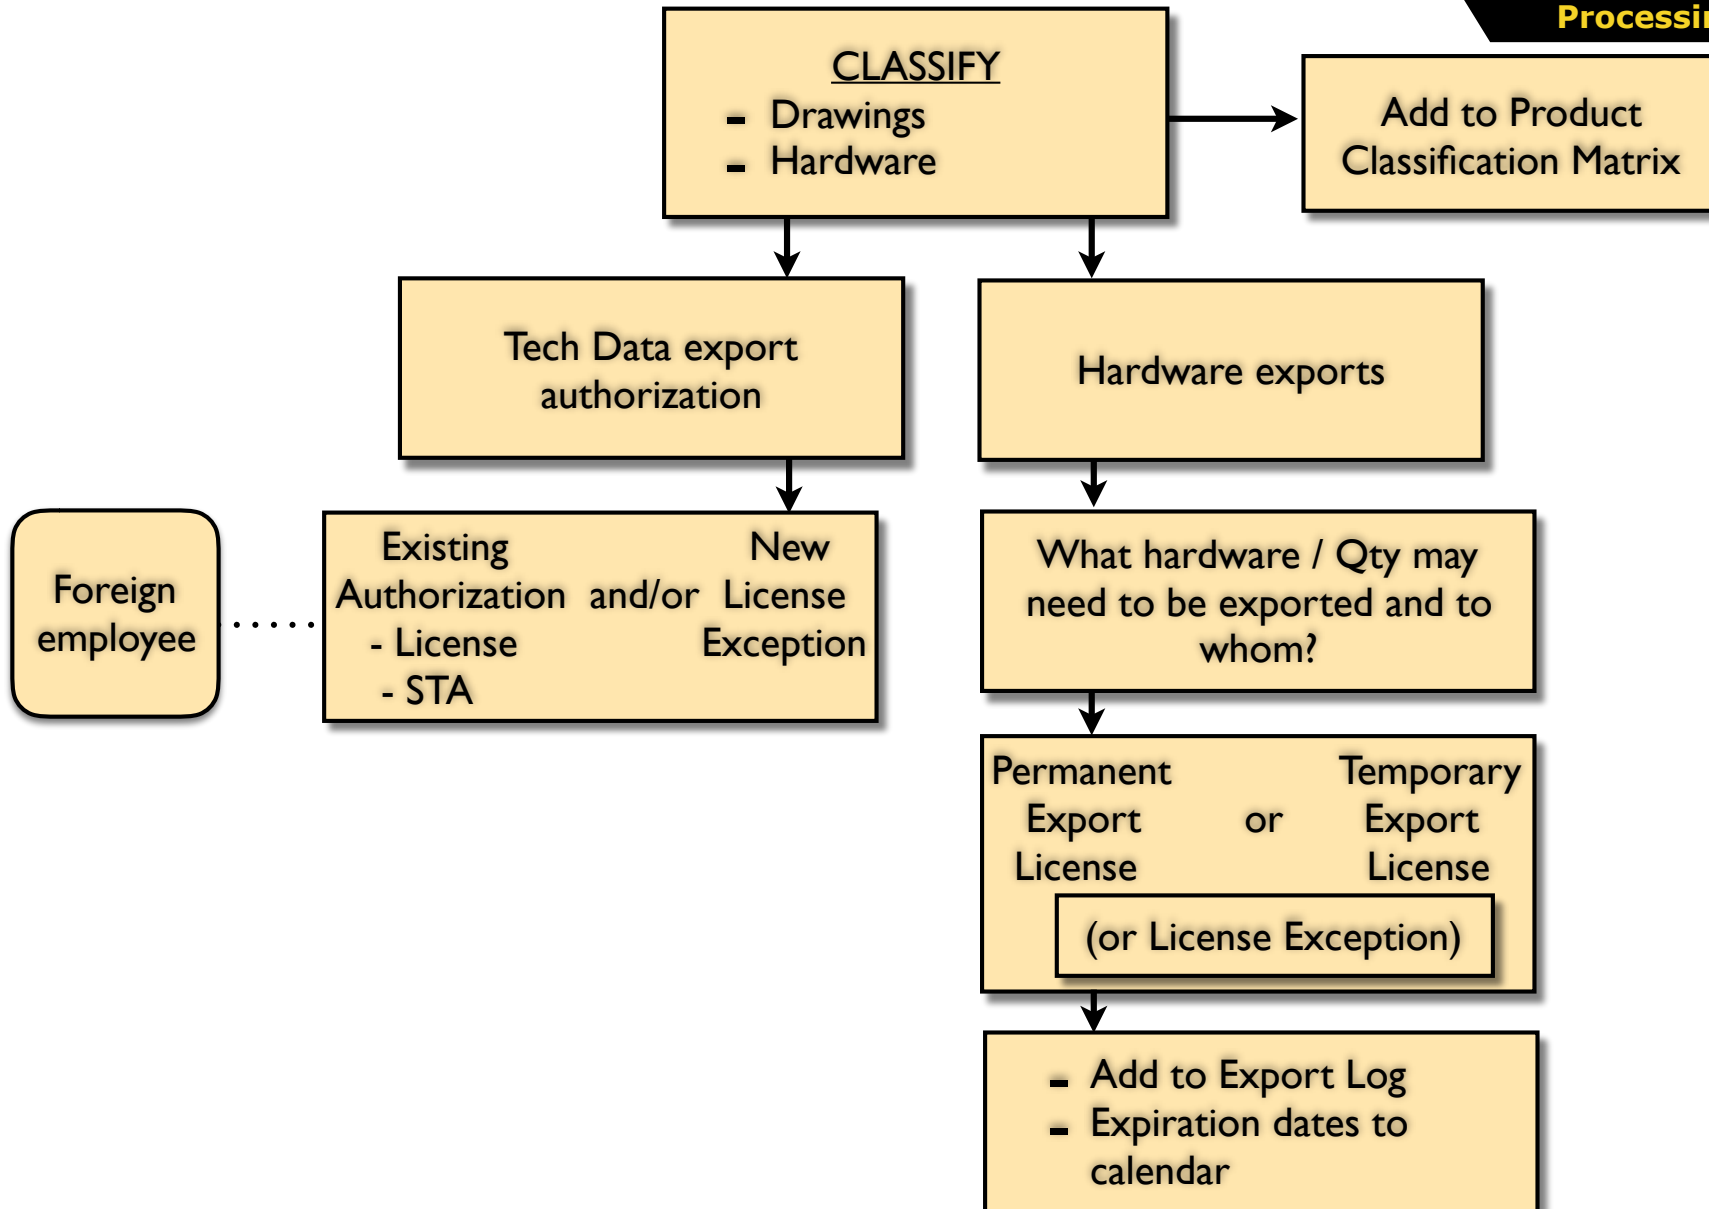 Processin
CLASSIFY
- Drawings
- Hardware
Add to Product
Classification Matrix
Tech Data export
authorization
Hardware exports
Foreign
employee
Existing New
Authorization and/or License
- License Exception
- STA
What hardware / Qty may
need to be exported and to
whom?
Permanent Temporary
Export or Export
License License
(or License Exception)
- Add to Export Log
- Expiration dates to
calendar